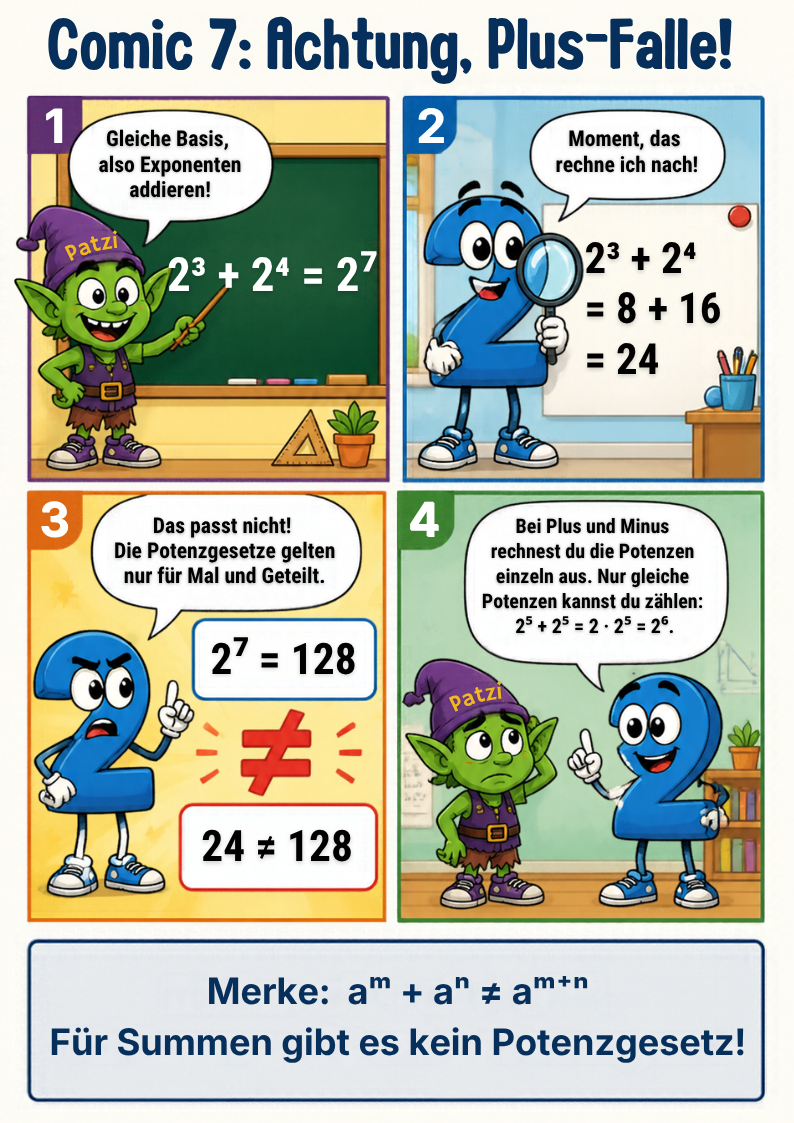 Comic 7: Achtung, Plus-Falle!
1
Gleiche Basis,
also Exponenten
addieren!
Patzi
2³ + 2⁴ = 2⁷
2
Moment, das
rechne ich nach!
2³ + 2⁴
= 8 + 16
= 24
3
Das passt nicht!
Die Potenzgesetze gelten
nur für Mal und Geteilt.
2⁷ = 128
≠
24 ≠ 128
4
Bei Plus und Minus
rechnest du die Potenzen
einzeln aus. Nur gleiche
Potenzen kannst du zählen:
2⁵ + 2⁵ = 2 · 2⁵ = 2⁶.
Patzi
Merke: aᵐ + aⁿ ≠ aᵐ⁺ⁿ
Für Summen gibt es kein Potenzgesetz!